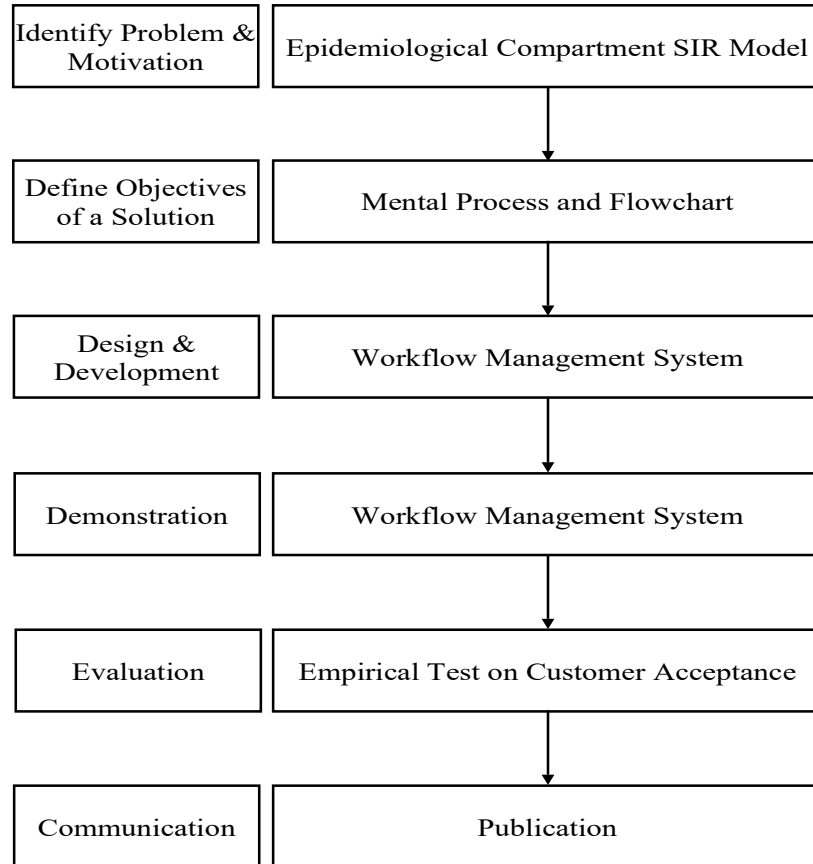 Identify Problem &
Motivation
Epidemiological Compartment SIR Model
Define Objectives
of a Solution
Mental Process and Flowchart
Design &
Development
Workflow Management System
Demonstration
Workflow Management System
Evaluation
Empirical Test on Customer Acceptance
Communication
Publication